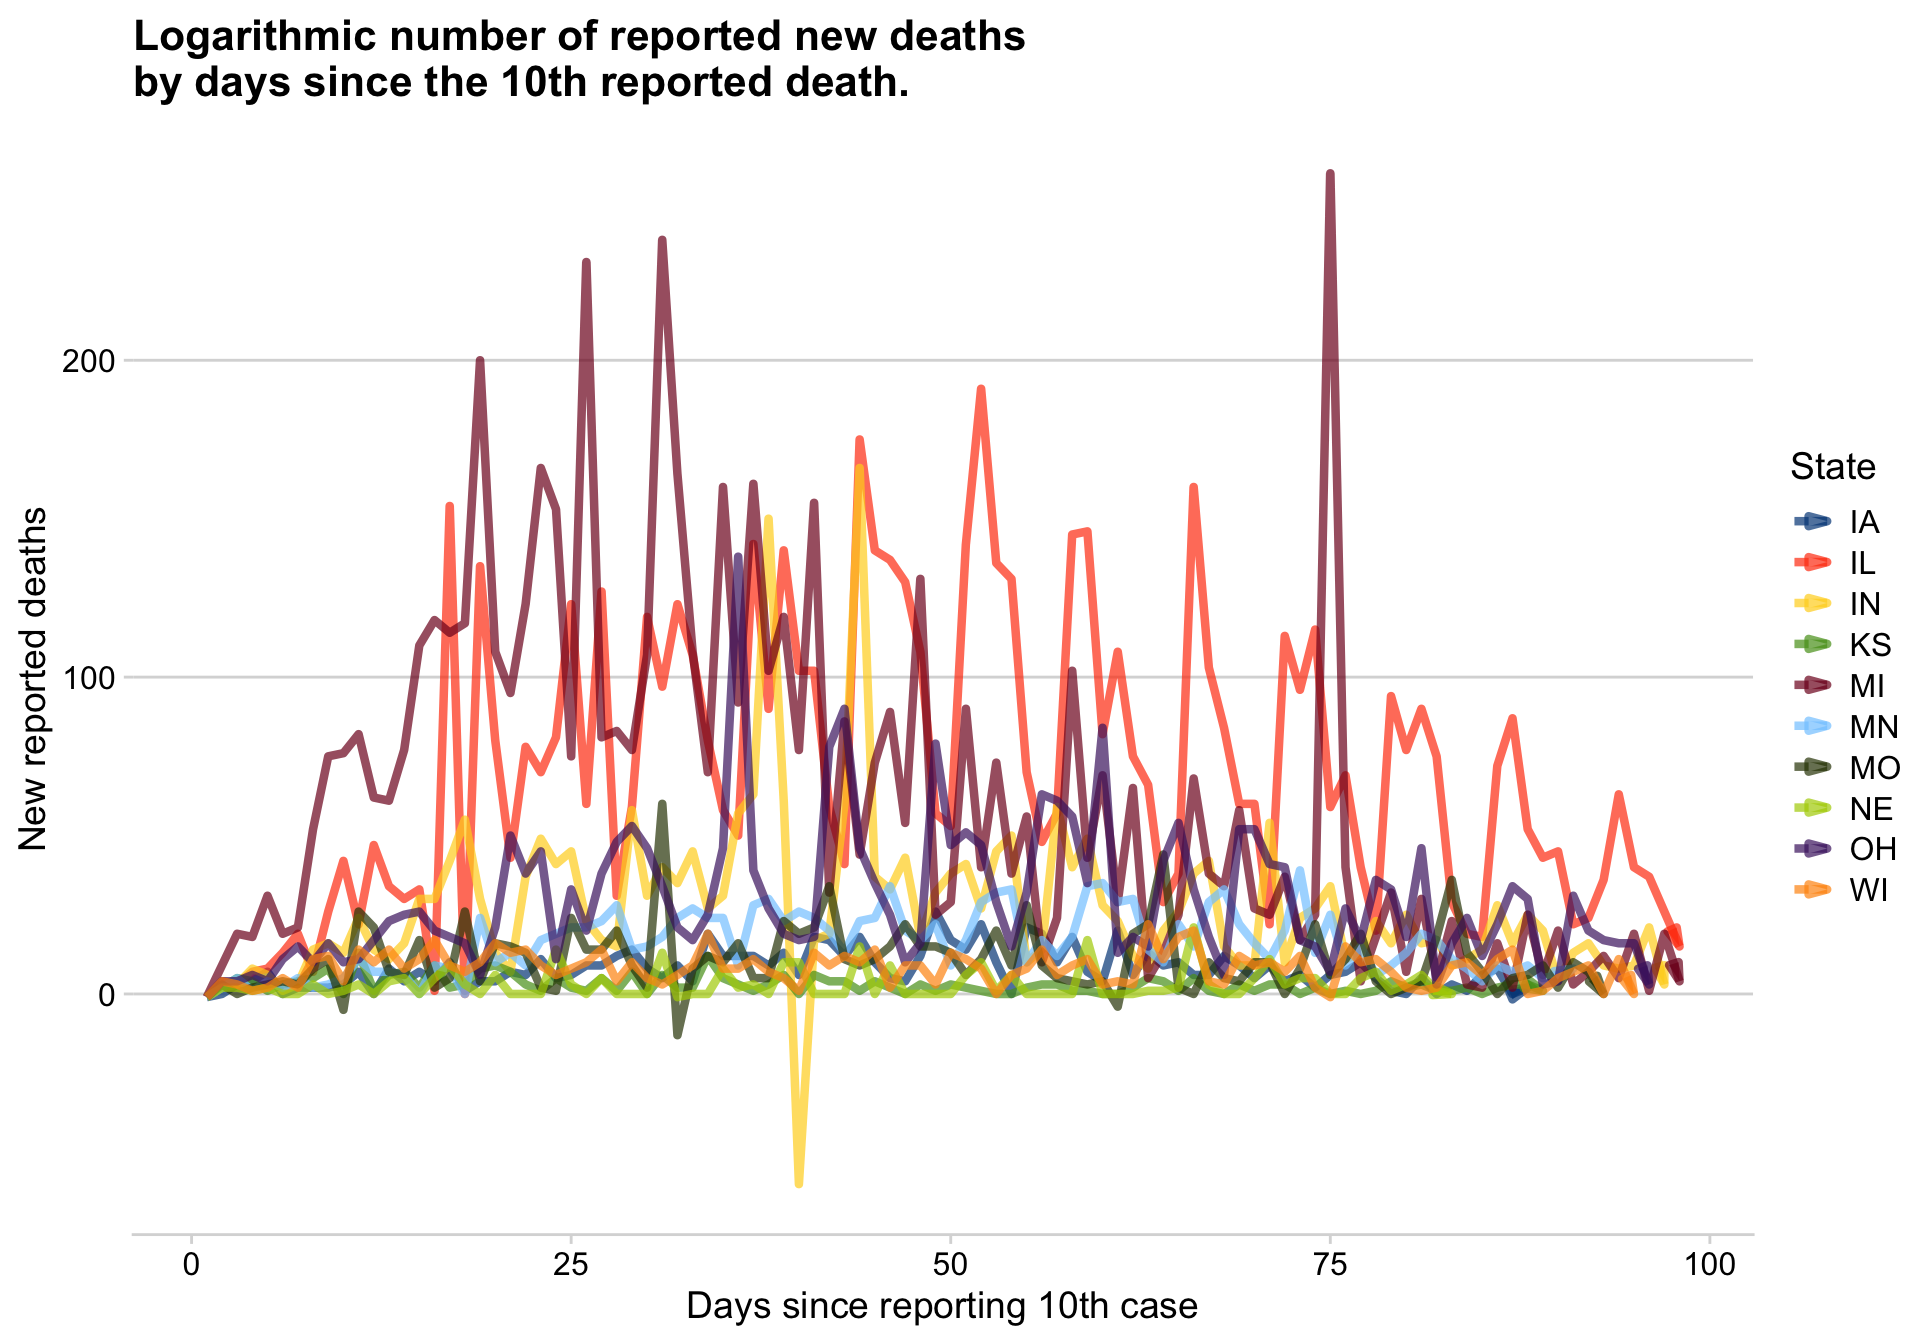 Logarithmic number of reported new deaths
by days since the 10th reported death.
New reported deaths
200
100
0
0
25
50
75
100
Days since reporting 10th case
State
IA
IL
IN
KS
MI
MN
MO
NE
OH
WI